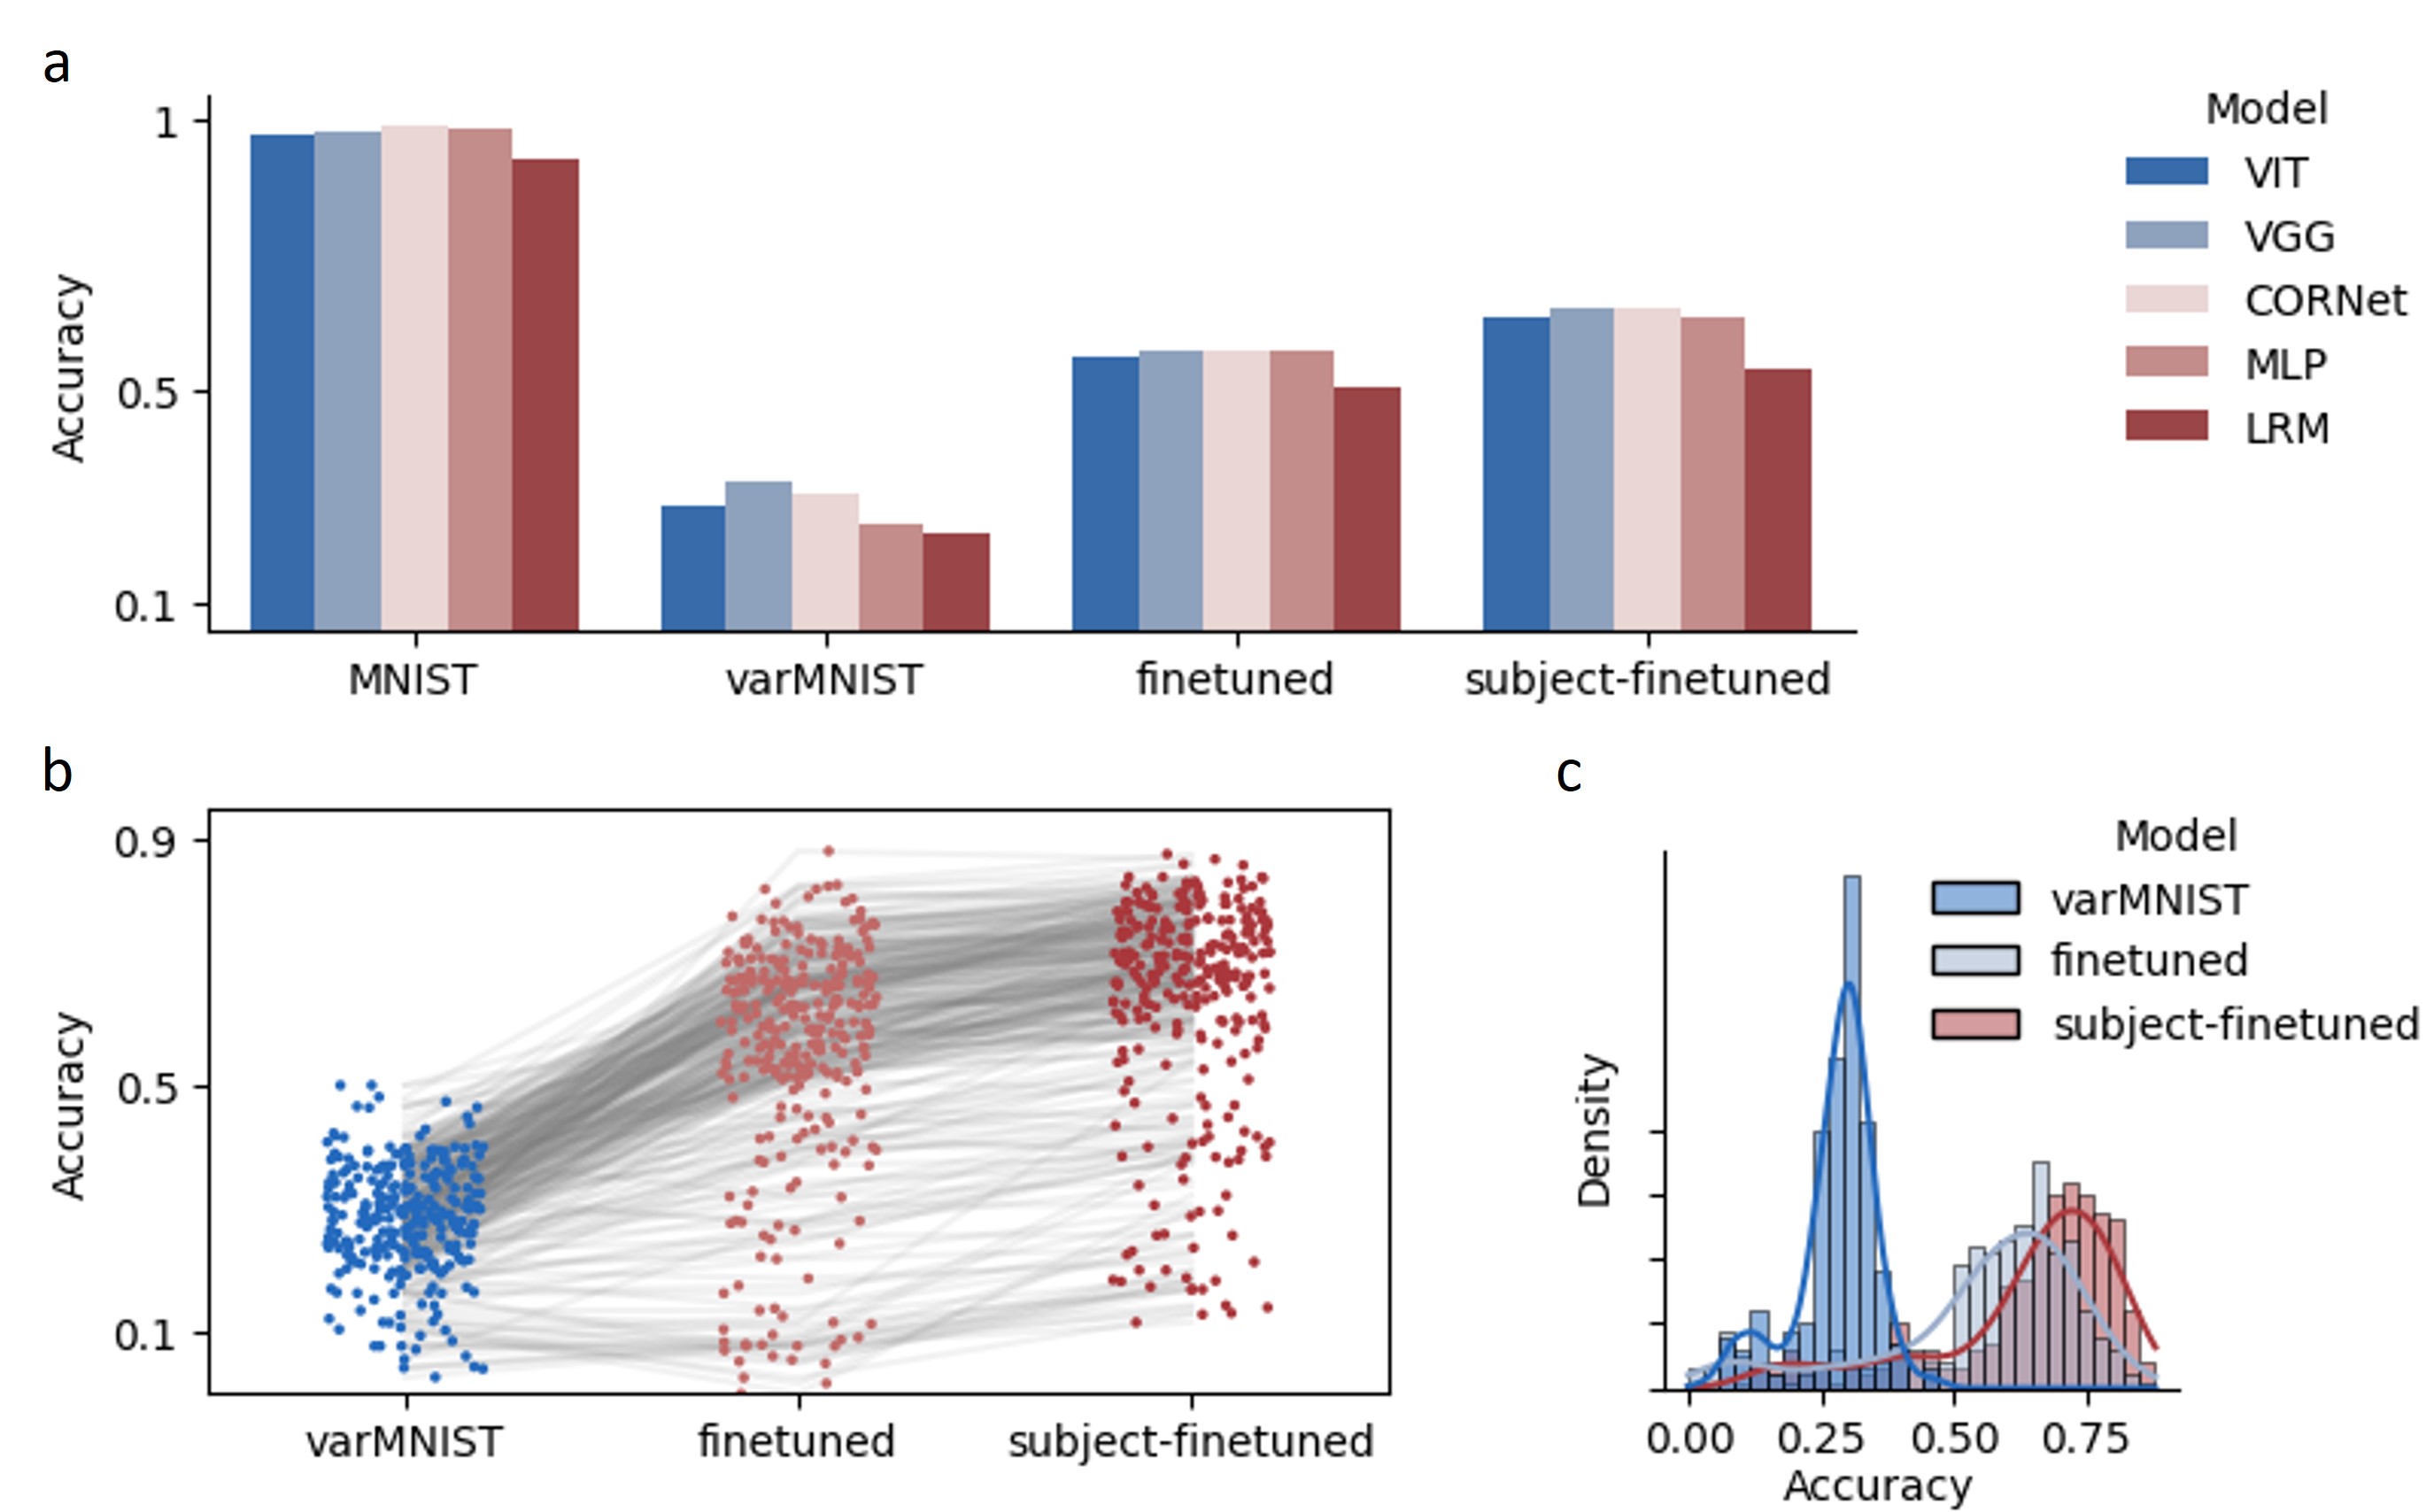 a
Accuracy
1
0.5
0.1
MNIST
varMNIST
finetuned
subject-finetuned
Model
VIT
VGG
CORNet
MLP
LRM
b
Accuracy
0.9
0.5
0.1
varMNIST
finetuned
subject-finetuned
c
Density
Model
varMNIST
finetuned
subject-finetuned
0.00 0.25 0.50 0.75
Accuracy